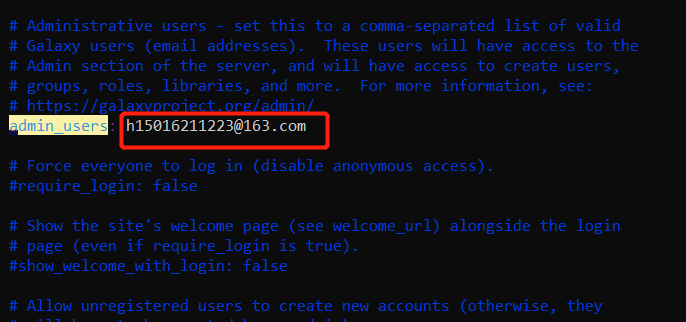 # Administrative users - set this to a comma-separated list of valid
# Galaxy users (email addresses).  These users will have access to the
# Admin section of the server, and will have access to create users,
# groups, roles, libraries, and more.  For more information, see:
# https://galaxyproject.org/admin/
admin_users: h15016211223@163.com
# Force everyone to log in (disable anonymous access).
#require_login: false
# Show the site's welcome page (see welcome_url) alongside the login
# page (even if require_login is true).
#show_welcome_with_login: false
# Allow unregistered users to create new accounts (otherwise, they